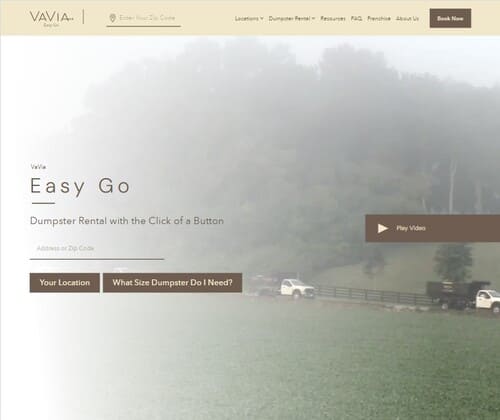 VAVIA
Easy Go
Enter Your Zip Code
Locations
Dumpster Rental
Resources
FAQ
Franchise
About Us
Book Now
VaVia
Easy Go
Dumpster Rental with the Click of a Button
Address or Zip Code
Your Location
What Size Dumpster Do I Need?
Play Video